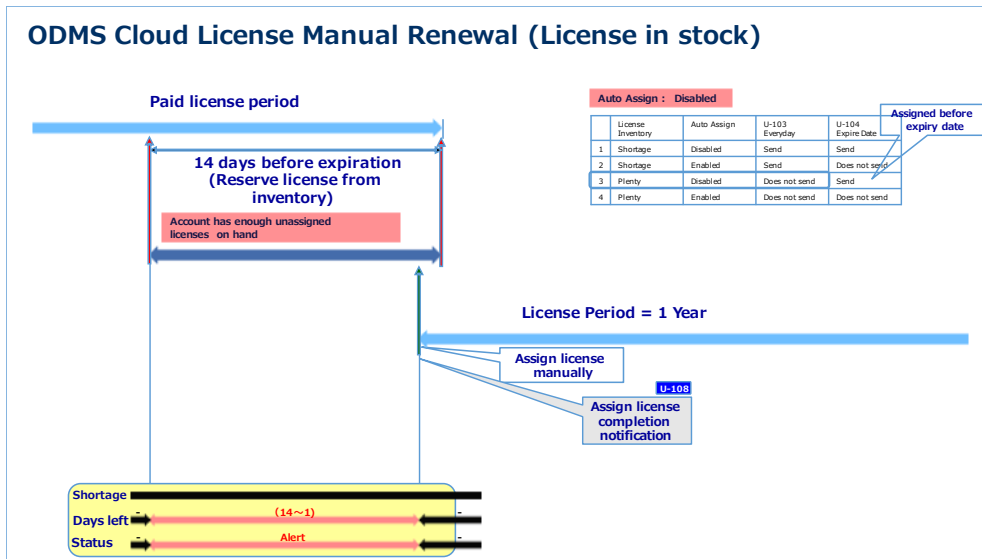 ODMS Cloud License Manual Renewal (License in stock)
Paid license period
14 days before expiration
(Reserve license from
inventory)
Account has enough unassigned
licenses on hand
Auto Assign : Disabled
Assigned before
expiry date
License Inventory Auto Assign U-103 Everyday U-104 Expire Date
1 Shortage Disabled Send Send
2 Shortage Enabled Send Does not send
3 Plenty Disabled Does not send Send
4 Plenty Enabled Does not send Does not send
License Period = 1 Year
Assign license
manually
U-108
Assign license
completion
notification
Shortage
Days left - (14～1) -
Status - Alert -